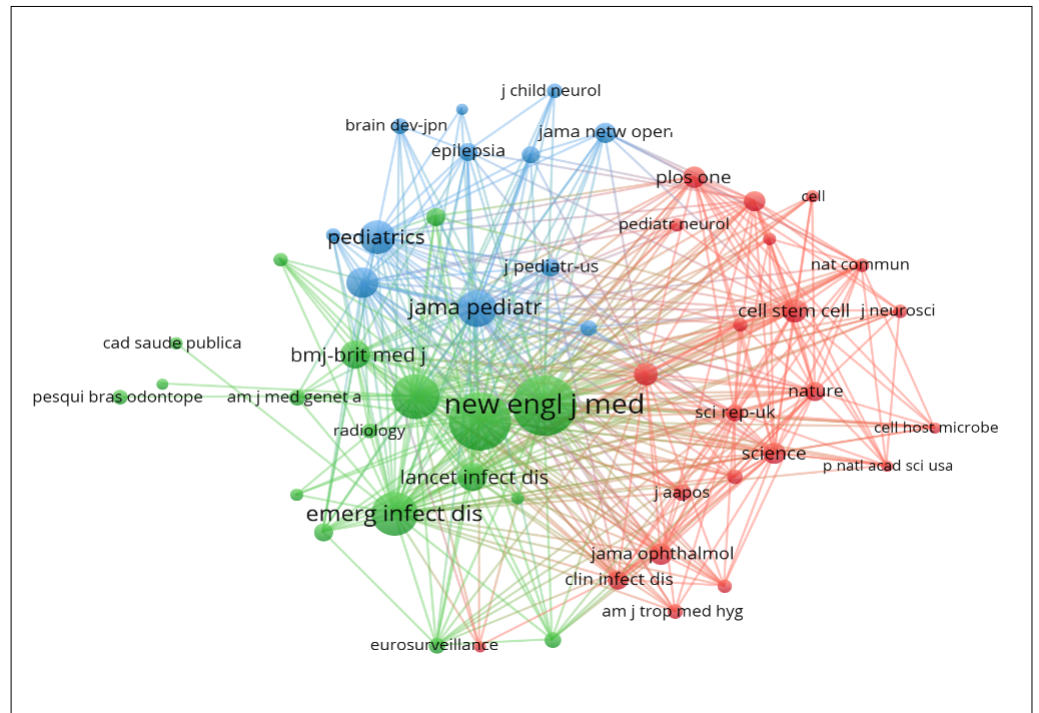 j child neurol
brain dev-jpn
jama netw open
epilepsia
plos one
cell
pediatr neurol
pediatrics
j pediatr-us
nat commun
jama pediatr
cell stem cell
j neurosci
cad saude publica
bmj-brit med j
pesqui bras odontope
am j med genet a
new engl j med
nature
sci rep-uk
radiology
cell host microbe
science
p natl acad sci usa
lancet infect dis
j aapos
emerg infect dis
jama ophthalmol
clin infect dis
am j trop med hyg
eurosurveillance